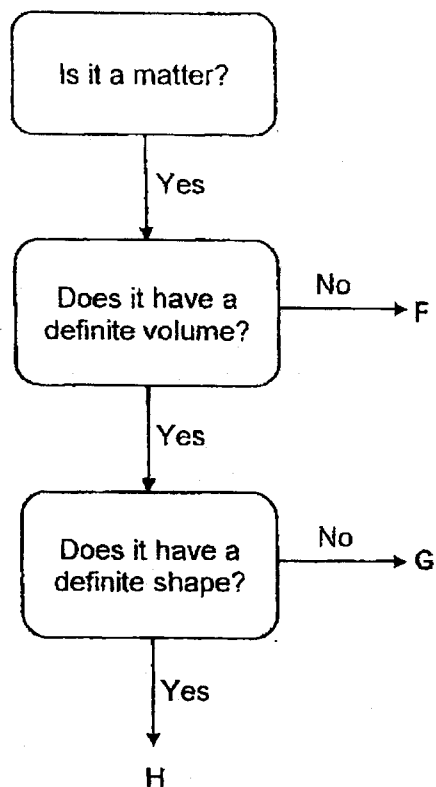 Is it a matter?
Yes
Does it have a
definite volume?
No
F
Yes
Does it have a
definite shape?
No
G
Yes
H